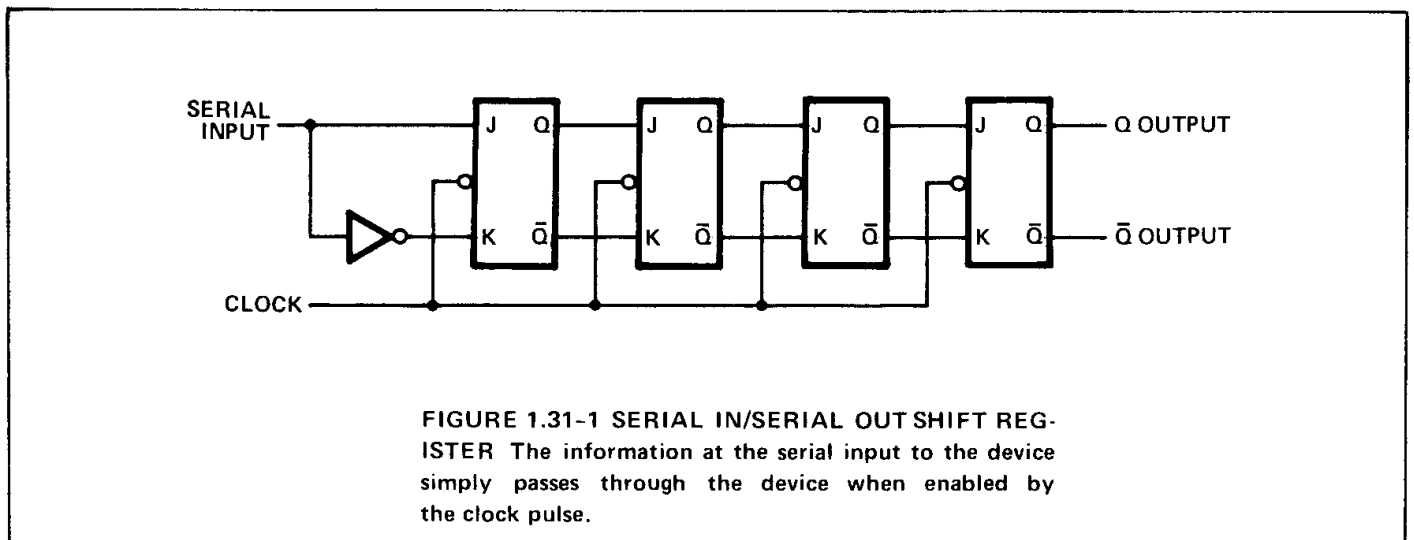 SERIAL
INPUT
J Q J Q J Q J Q Q OUTPUT
K Q̅ K Q̅ K Q̅ K Q̅ Q̅ OUTPUT
CLOCK
FIGURE 1.31-1 SERIAL IN/SERIAL OUT SHIFT REG-
ISTER The information at the serial input to the device
simply passes through the device when enabled by
the clock pulse.